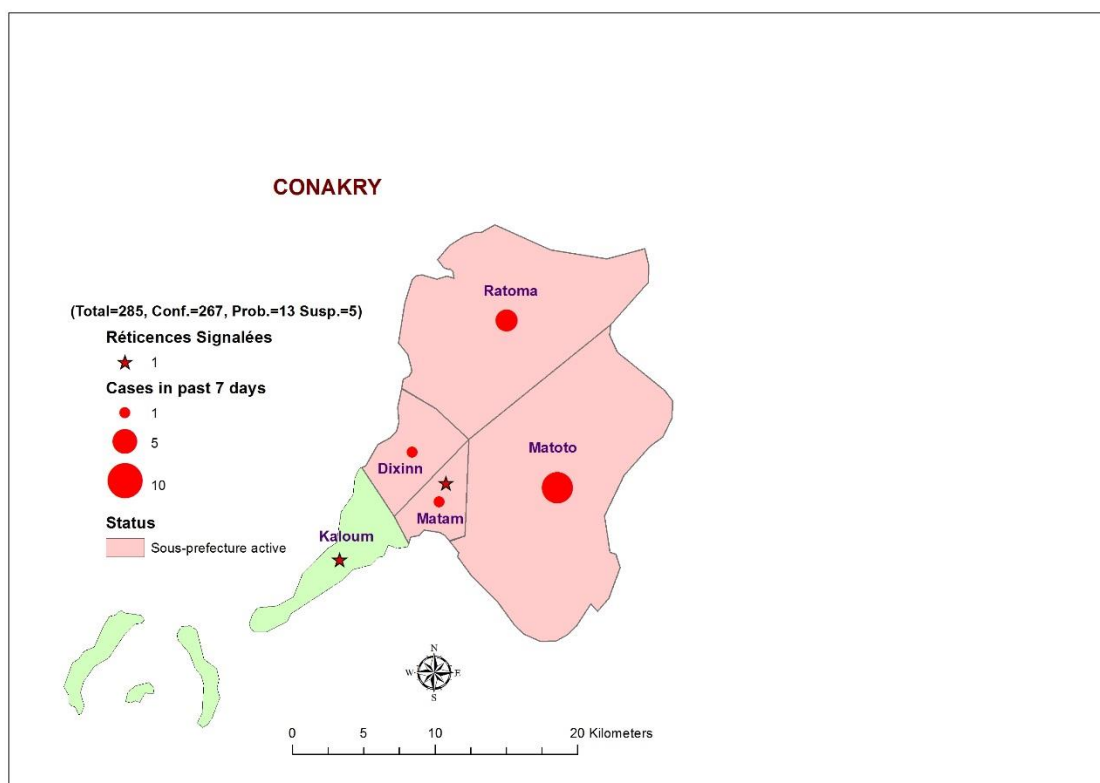 CONAKRY
Ratoma
(Total=285, Conf.=267, Prob.=13 Susp.=5)
Réticences Signalées
1
Cases in past 7 days
1
5
10
Status
Sous-prefecture active
Matoto
Dixinn
Matam
Kaloum
N
W E
S
0 5 10 20 Kilometers